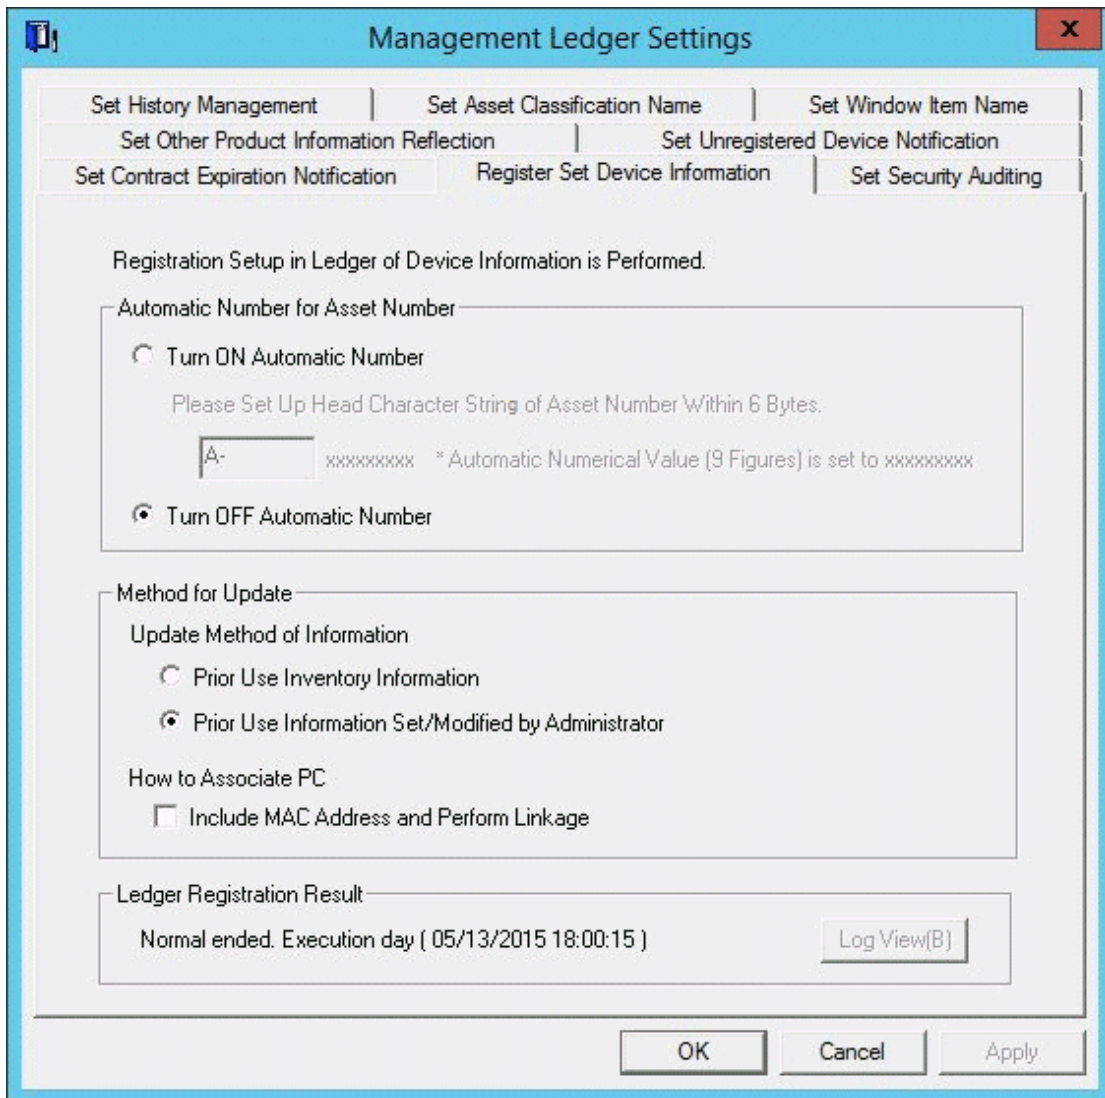 Management Ledger Settings
x
Set History Management
Set Asset Classification Name
Set Window Item Name
Set Other Product Information Reflection
Set Unregistered Device Notification
Set Contract Expiration Notification
Register Set Device Information
Set Security Auditing
Registration Setup in Ledger of Device Information is Performed.
Automatic Number for Asset Number
Turn ON Automatic Number
Please Set Up Head Character String of Asset Number Within 6 Bytes.
A- xxxxxxxxx * Automatic Numerical Value (9 Figures) is set to xxxxxxxxx
Turn OFF Automatic Number
Method for Update
Update Method of Information
Prior Use Inventory Information
Prior Use Information Set/Modified by Administrator
How to Associate PC
Include MAC Address and Perform Linkage
Ledger Registration Result
Normal ended. Execution day ( 05/13/2015 18:00:15 )
Log View(B)
OK
Cancel
Apply